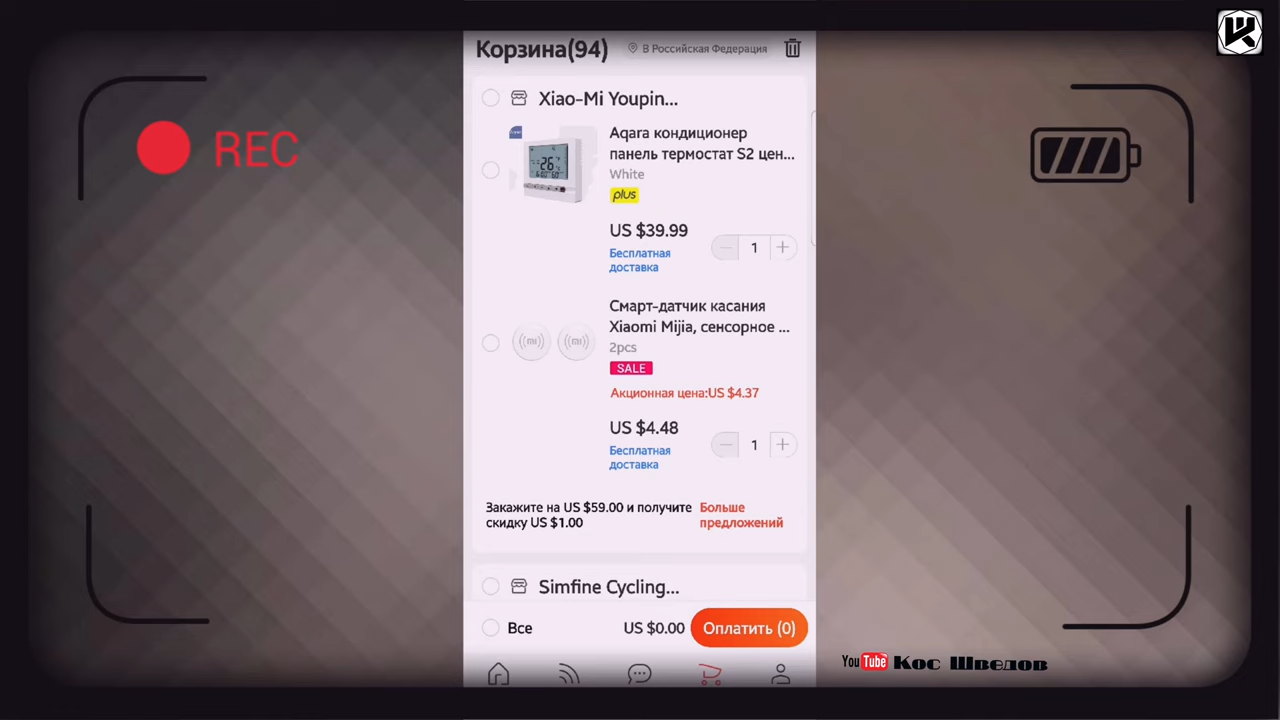 REC
Корзина(94)
В Российская Федерация
Xiao-Mi Youpin...
Aqara кондиционер
панель термостат S2 цен...
White
plus
US $39.99
Бесплатная
доставка
1
Смарт-датчик касания
Xiaomi Mijia, сенсорное ...
2pcs
SALE
Акционная цена:US $4.37
US $4.48
Бесплатная
доставка
1
Закажите на US $59.00 и получите
скидку US $1.00
Больше
предложений
Simfine Cycling...
Все
US $0.00
Оплатить (0)
YouTube Кос Шведов